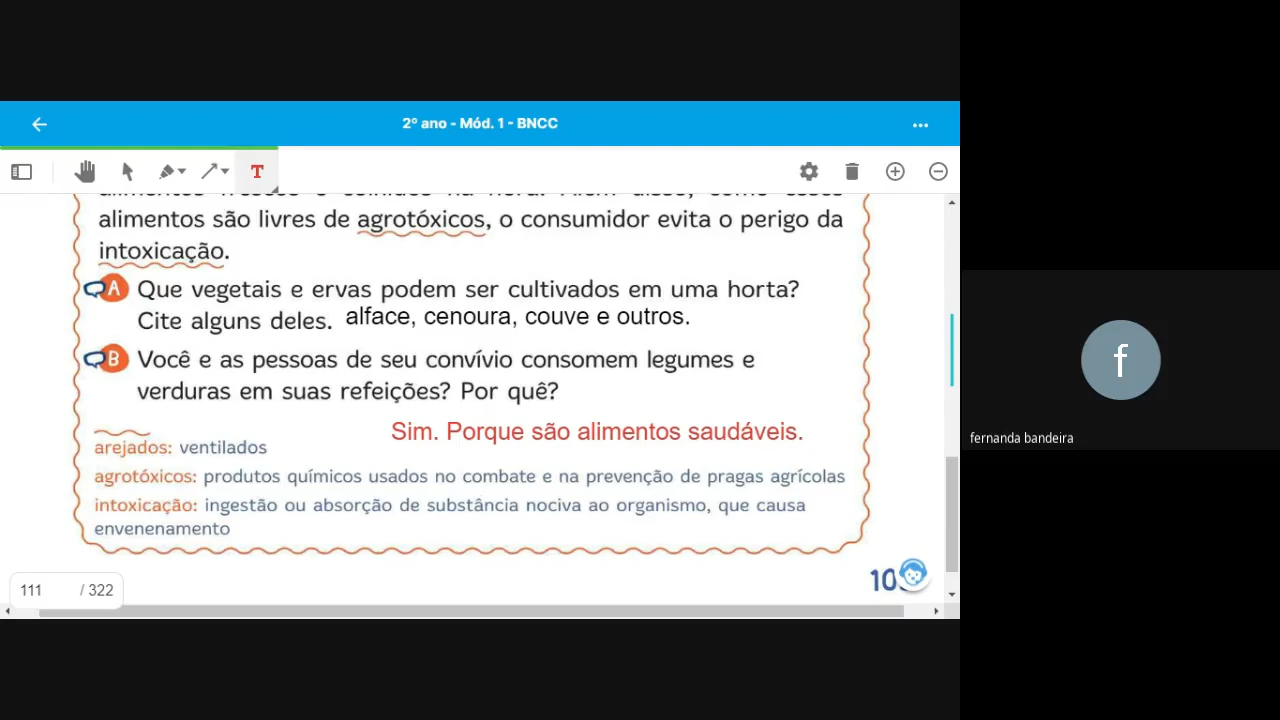 2º ano - Mód. 1 - BNCC
T
alimentos são livres de agrotóxicos, o consumidor evita o perigo da
intoxicação.
A Que vegetais e ervas podem ser cultivados em uma horta?
Cite alguns deles. alface, cenoura, couve e outros.
B Você e as pessoas de seu convívio consomem legumes e
verduras em suas refeições? Por quê?
Sim. Porque são alimentos saudáveis.
arejados: ventilados
agrotóxicos: produtos químicos usados no combate e na prevenção de pragas agrícolas
intoxicação: ingestão ou absorção de substância nociva ao organismo, que causa
envenenamento
111 / 322
f
fernanda bandeira